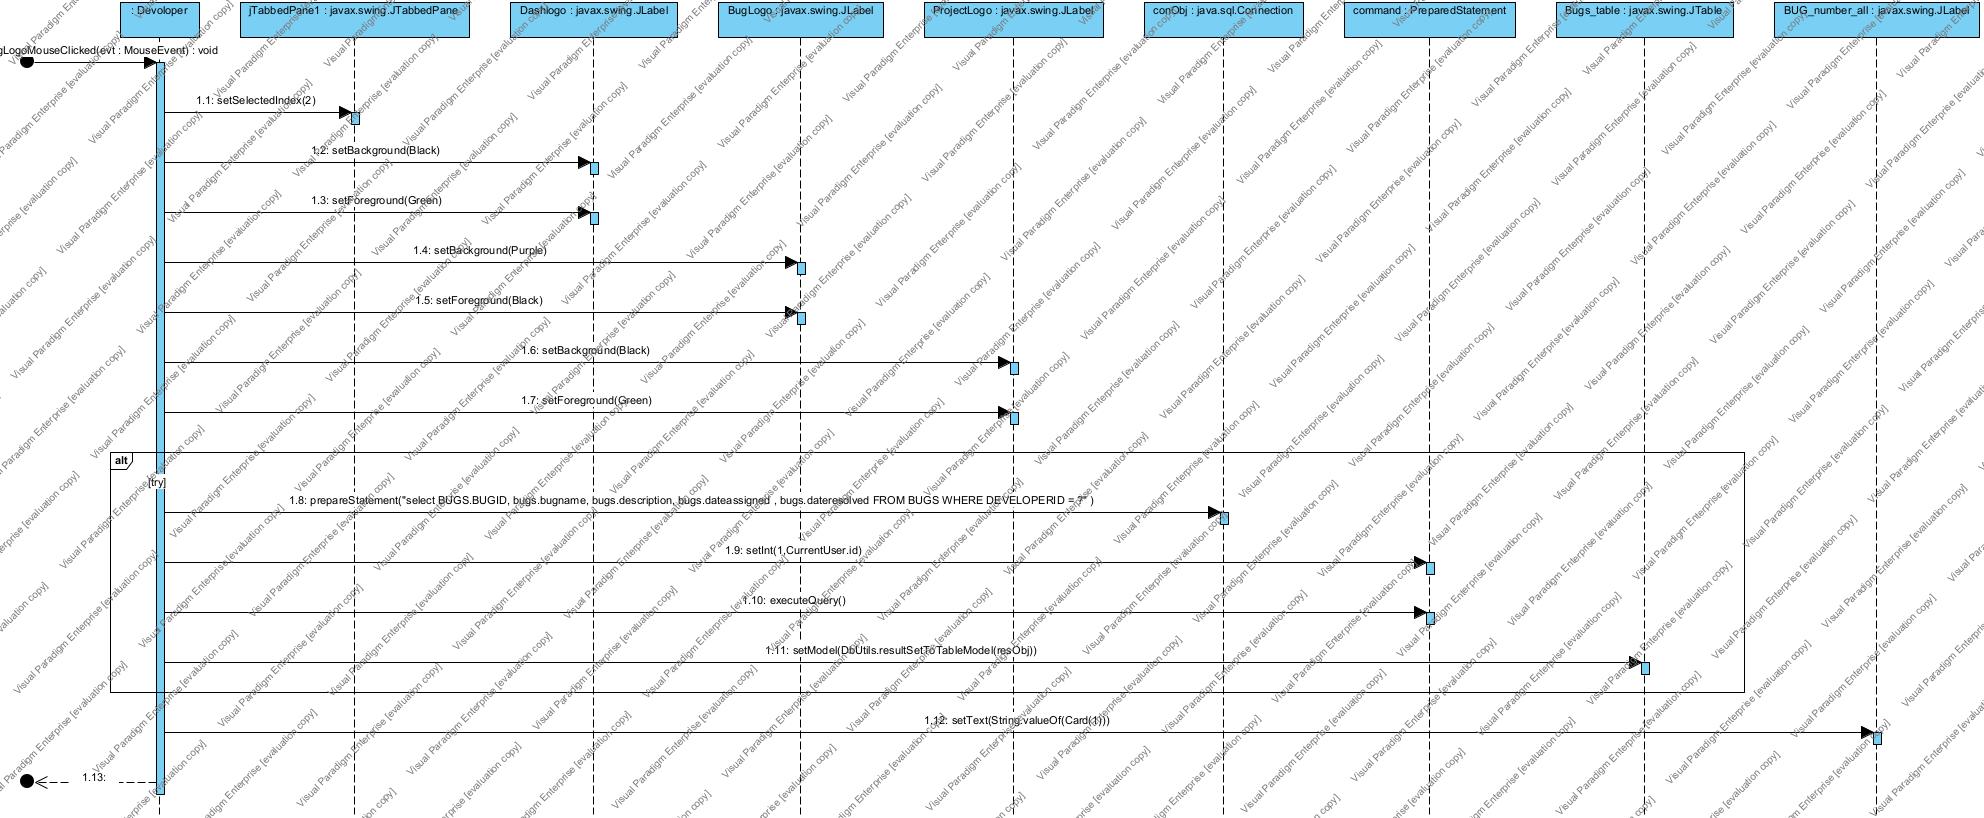 : Devoloper
jTabbedPane1 : javax.swing.JTabbedPane
Dashlogo : javax.swing.JLabel
BugLogo : javax.swing.JLabel
ProjectLogo : javax.swing.JLabel
conObj : java.sql.Connection
command : PreparedStatement
Bugs_table : javax.swing.JTable
BUG_number_all : javax.swing.JLabel
gLogoMouseClicked(evt : MouseEvent) : void
1.1: setSelectedIndex(2)
1.2: setBackground(Black)
1.3: setForeground(Green)
1.4: setBackground(Purple)
1.5: setForeground(Black)
1.6: setBackground(Black)
1.7: setForeground(Green)
alt
[try]
1.8: prepareStatement("select BUGS.BUGID, bugs.bugname, bugs.description, bugs.dateassigned , bugs.dateresolved FROM BUGS WHERE DEVELOPERID = ?" )
1.9: setInt(1,CurrentUser.id)
1.10: executeQuery()
1.11: setModel(DbUtils.resultSetToTableModel(resObj))
1.12: setText(String.valueOf(Card(1)))
1.13:
Visual Paradigm Enterprise [evaluation copy]